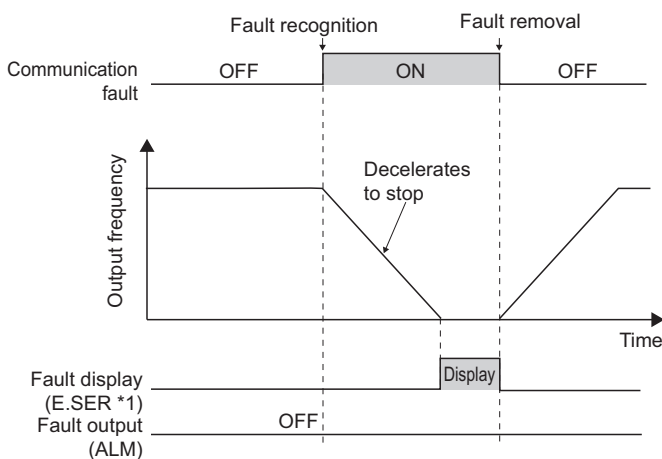 Fault recognition
Fault removal
Communication
fault
OFF
ON
OFF
Output frequency
Decelerates
to stop
Time
Fault display
(E.SER *1)
Display
Fault output
(ALM)
OFF